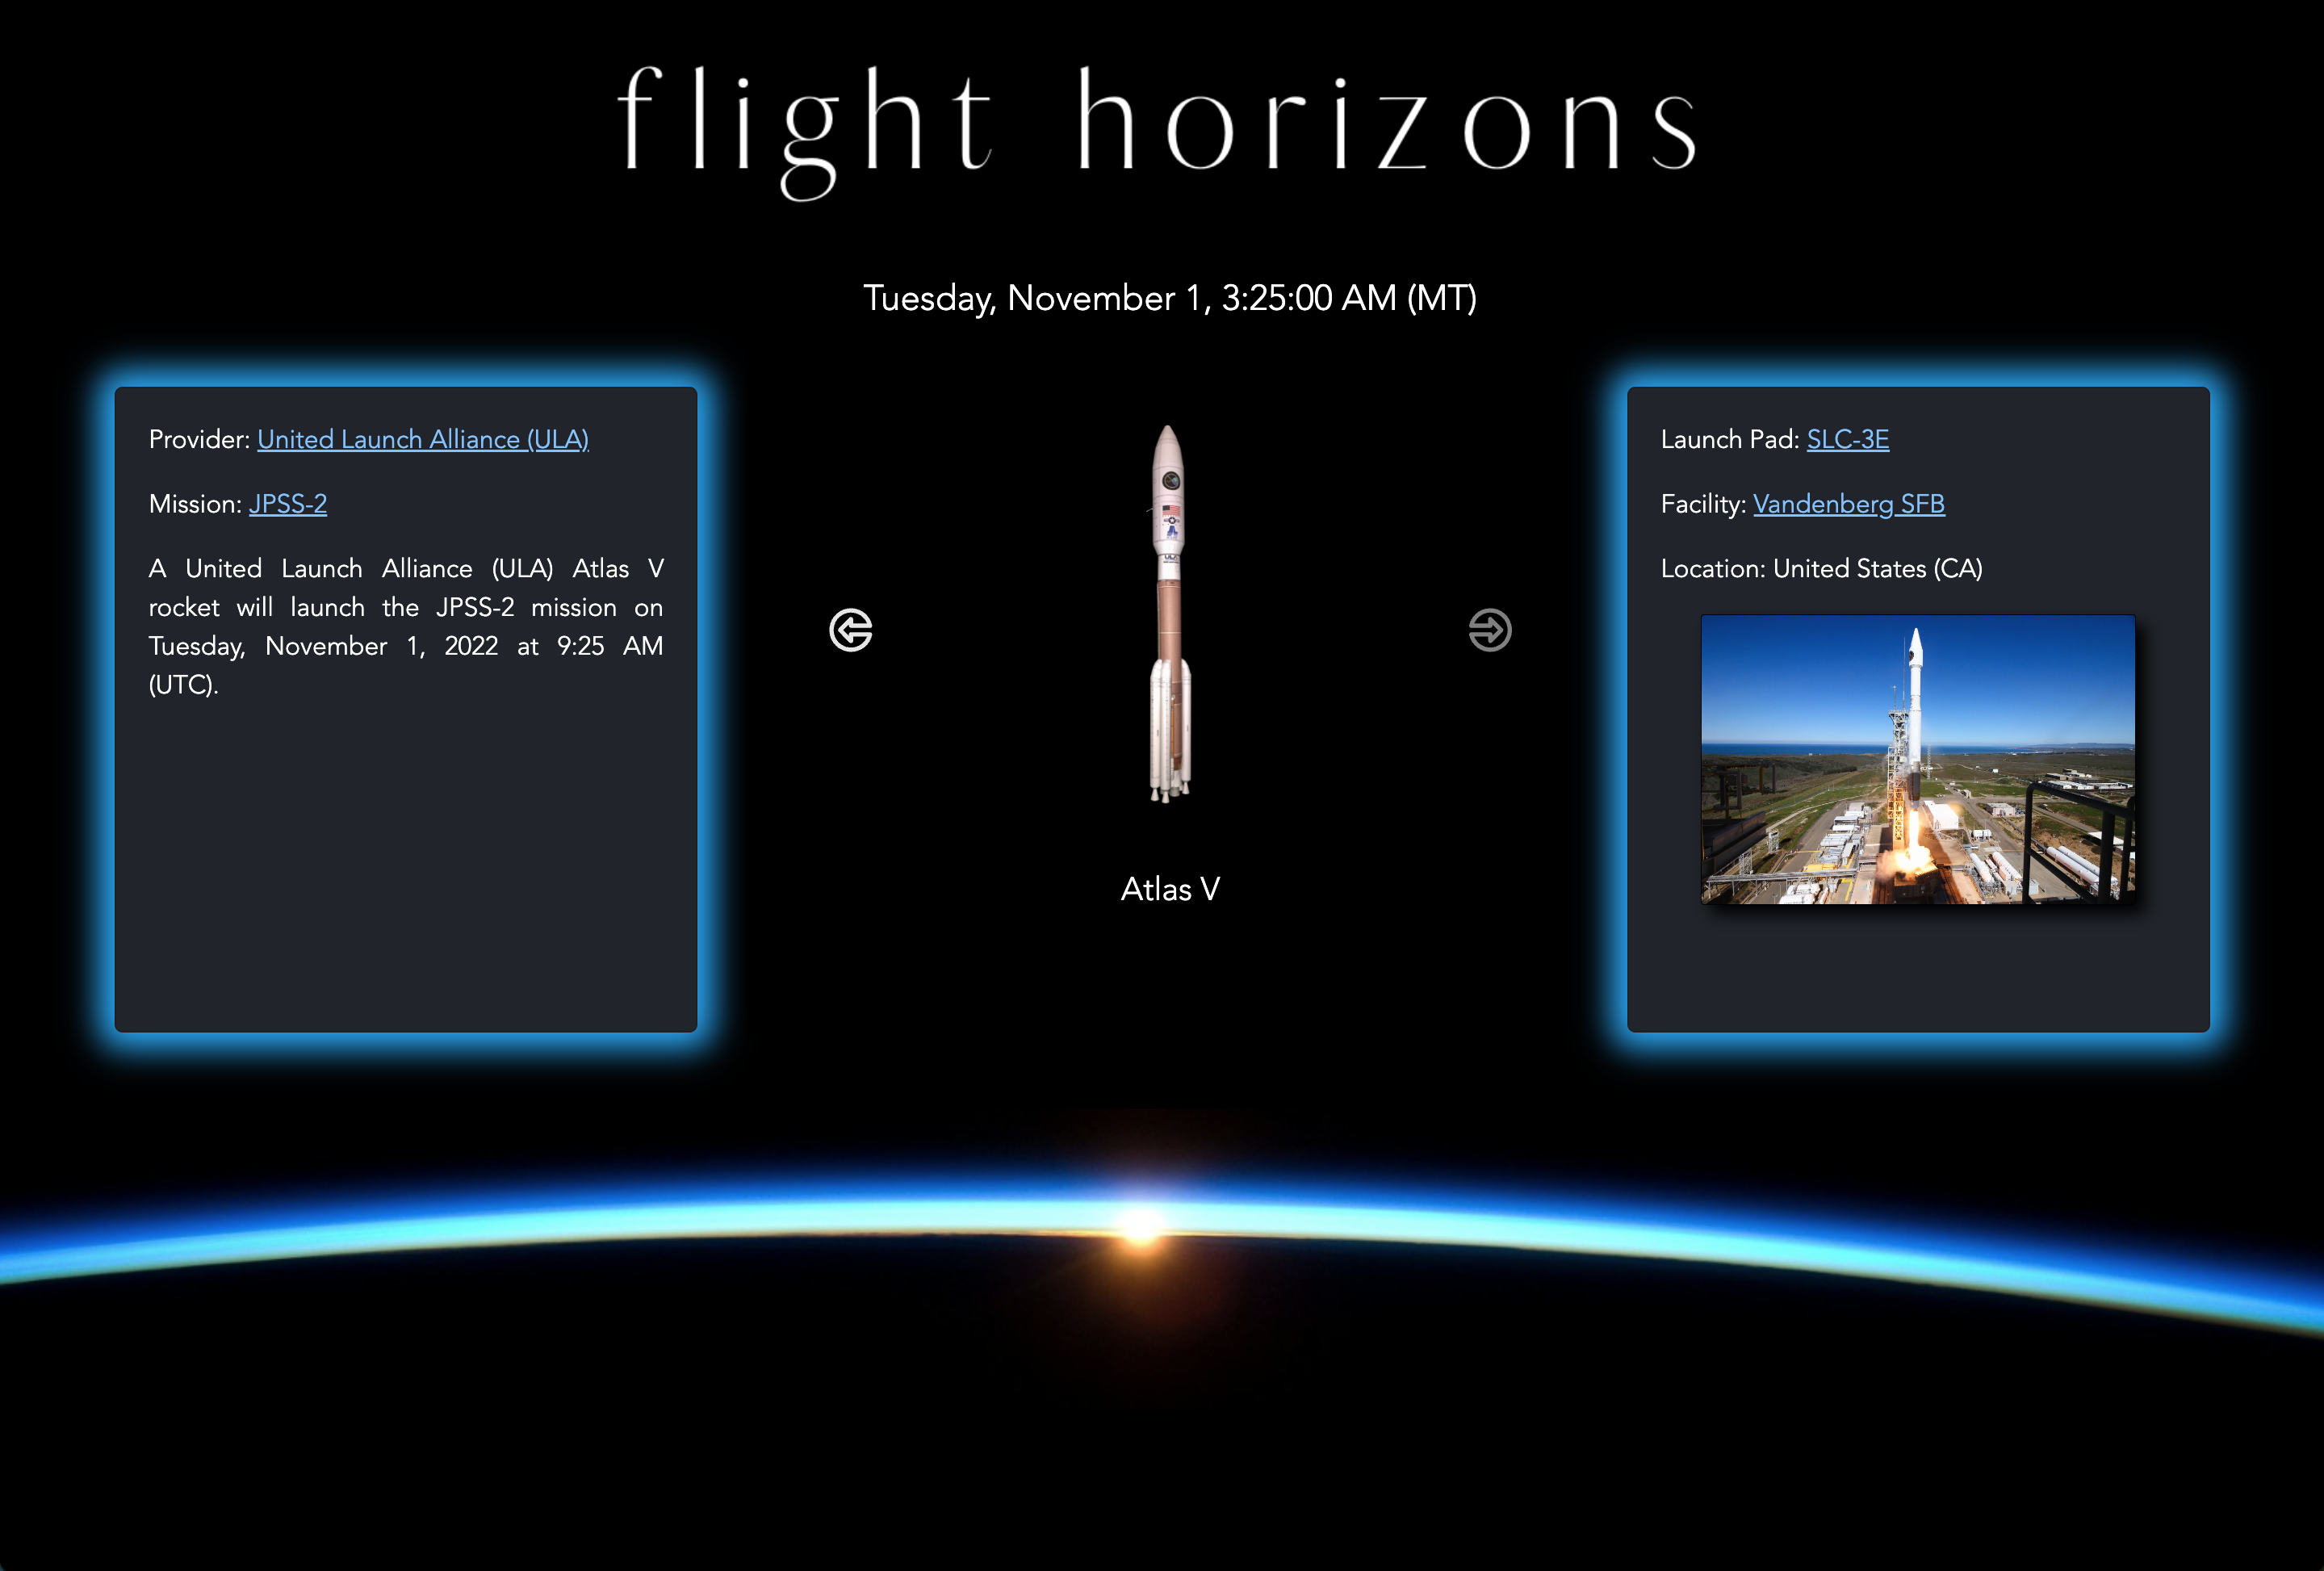 flight horizons
Tuesday, November 1, 3:25:00 AM (MT)
Provider: United Launch Alliance (ULA)
Mission: JPSS-2
A United Launch Alliance (ULA) Atlas V
rocket will launch the JPSS-2 mission on
Tuesday, November 1, 2022 at 9:25 AM
(UTC).
Atlas V
Launch Pad: SLC-3E
Facility: Vandenberg SFB
Location: United States (CA)